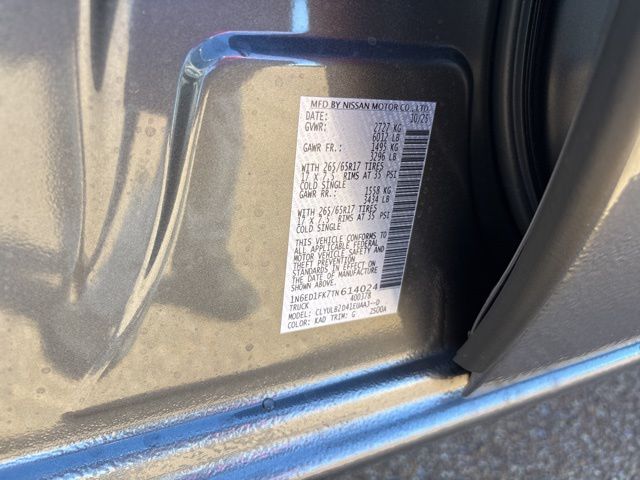 MFD BY NISSAN MOTOR CO., LTD.
DATE: 10/25
GVWR: 2727 KG
6012 LB
GAWR FR.: 1495 KG
3296 LB
WITH 265/65R17 TIRES
17 X 7.5 RIMS AT 35 PSI
COLD SINGLE
GAWR RR.: 1558 KG
3434 LB
WITH 265/65R17 TIRES
17 X 7.5 RIMS AT 35 PSI
COLD SINGLE
THIS VEHICLE CONFORMS TO
ALL APPLICABLE FEDERAL
MOTOR VEHICLE SAFETY AND
THEFT PREVENTION
STANDARDS IN EFFECT ON
THE DATE OF MANUFACTURE
SHOWN ABOVE.
1N6ED1FK7TN614024
TRUCK 400378
MODEL: CLYULB2D41EUAAJ--D
COLOR: KAD TRIM: G 2500A